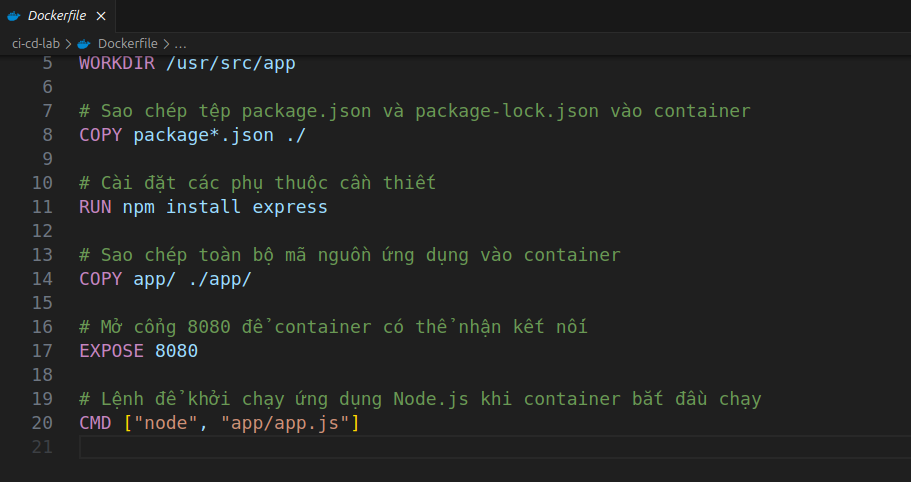 Dockerfile ×
ci-cd-lab > Dockerfile > ...
5 WORKDIR /usr/src/app
6
7 # Sao chép tệp package.json và package-lock.json vào container
8 COPY package*.json ./
9
10 # Cài đặt các phụ thuộc cần thiết
11 RUN npm install express
12
13 # Sao chép toàn bộ mã nguồn ứng dụng vào container
14 COPY app/ ./app/
15
16 # Mở cổng 8080 để container có thể nhận kết nối
17 EXPOSE 8080
18
19 # Lệnh để khởi chạy ứng dụng Node.js khi container bắt đầu chạy
20 CMD ["node", "app/app.js"]
21